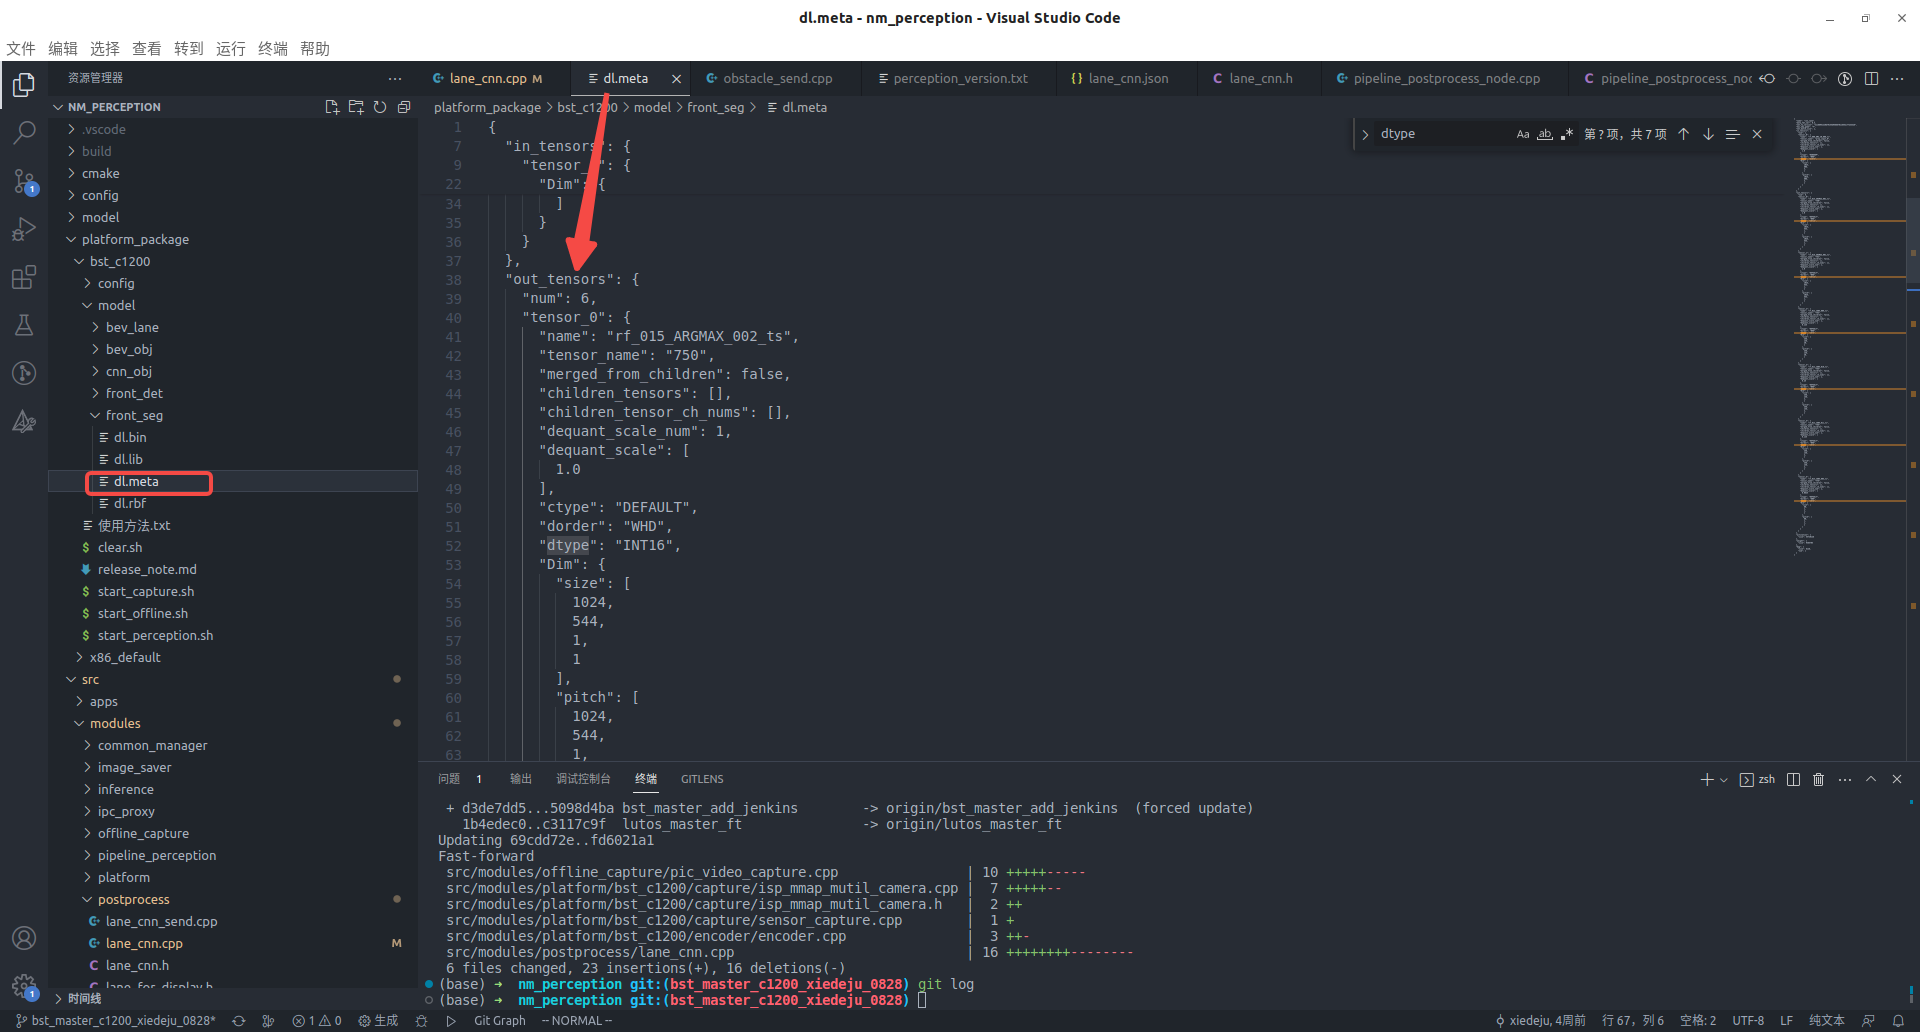 dl.meta - nm_perception - Visual Studio Code
文件 编辑 选择 查看 转到 运行 终端 帮助
资源管理器
NM_PERCEPTION
.vscode
build
cmake
config
model
platform_package
bst_c1200
config
model
bev_lane
bev_obj
cnn_obj
front_det
front_seg
dl.bin
dl.lib
dl.meta
dl.rbf
使用方法.txt
clear.sh
release_note.md
start_capture.sh
start_offline.sh
start_perception.sh
x86_default
src
apps
modules
common_manager
image_saver
inference
ipc_proxy
offline_capture
pipeline_perception
platform
postprocess
lane_cnn_send.cpp
lane_cnn.cpp M
lane_cnn.h
lane_for_display.h
时间线
lane_cnn.cpp M dl.meta obstacle_send.cpp perception_version.txt {} lane_cnn.json C lane_cnn.h pipeline_postprocess_node.cpp C pipeline_postprocess_noc
platform_package > bst_c1200 > model > front_seg > dl.meta
dtype Aa ab .* 第 ? 项，共 7 项
1 {
7 "in_tensors": {
9 "tensor_ : {
22 "Dim": {
34 ]
35 }
36 }
37 },
38 "out_tensors": {
39 "num": 6,
40 "tensor_0": {
41 "name": "rf_015_ARGMAX_002_ts",
42 "tensor_name": "750",
43 "merged_from_children": false,
44 "children_tensors": [],
45 "children_tensor_ch_nums": [],
46 "dequant_scale_num": 1,
47 "dequant_scale": [
48 1.0
49 ],
50 "ctype": "DEFAULT",
51 "dorder": "WHD",
52 "dtype": "INT16",
53 "Dim": {
54 "size": [
55 1024,
56 544,
57 1,
58 1
59 ],
60 "pitch": [
61 1024,
62 544,
63 1,
问题 1 输出 调试控制台 终端 GITLENS
zsh
+ d3de7dd5...5098d4ba bst_master_add_jenkins -> origin/bst_master_add_jenkins (forced update)
1b4edec0..c3117c9f lutos_master_ft -> origin/lutos_master_ft
Updating 69cdd72e..fd6021a1
Fast-forward
src/modules/offline_capture/pic_video_capture.cpp | 10 +++++-----
src/modules/platform/bst_c1200/capture/isp_mmap_mutil_camera.cpp | 7 +++++--
src/modules/platform/bst_c1200/capture/isp_mmap_mutil_camera.h | 2 ++
src/modules/platform/bst_c1200/capture/sensor_capture.cpp | 1 +
src/modules/platform/bst_c1200/encoder/encoder.cpp | 3 ++-
src/modules/postprocess/lane_cnn.cpp | 16 ++++++++--------
6 files changed, 23 insertions(+), 16 deletions(-)
(base) ➜ nm_perception git:(bst_master_c1200_xiedeju_0828) git log
(base) ➜ nm_perception git:(bst_master_c1200_xiedeju_0828)
bst_master_c1200_xiedeju_0828* 1 0 生成 Git Graph -- NORMAL -- xiedeju, 4周前 行 67，列 6 空格: 2 UTF-8 LF 纯文本